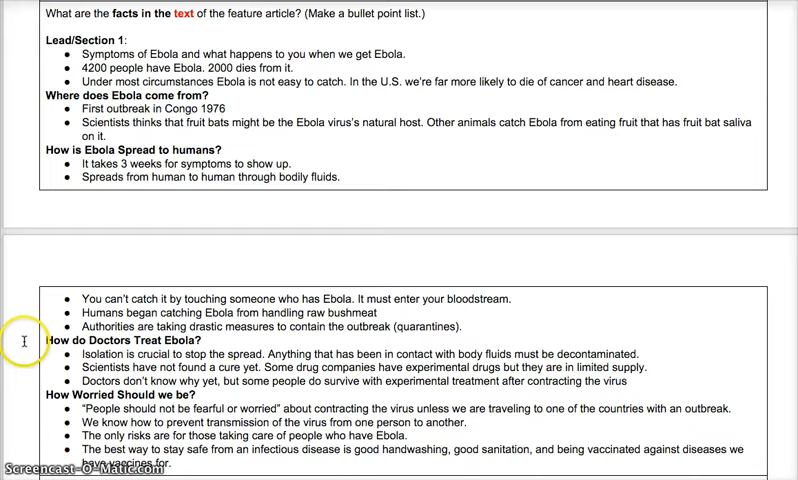 What are the facts in the text of the feature article? (Make a bullet point list.)
Lead/Section 1:
● Symptoms of Ebola and what happens to you when we get Ebola.
● 4200 people have Ebola. 2000 dies from it.
● Under most circumstances Ebola is not easy to catch. In the U.S. we're far more likely to die of cancer and heart disease.
Where does Ebola come from?
● First outbreak in Congo 1976
● Scientists thinks that fruit bats might be the Ebola virus's natural host. Other animals catch Ebola from eating fruit that has fruit bat saliva
on it.
How is Ebola Spread to humans?
● It takes 3 weeks for symptoms to show up.
● Spreads from human to human through bodily fluids.
● You can't catch it by touching someone who has Ebola. It must enter your bloodstream.
● Humans began catching Ebola from handling raw bushmeat
● Authorities are taking drastic measures to contain the outbreak (quarantines).
How do Doctors Treat Ebola?
● Isolation is crucial to stop the spread. Anything that has been in contact with body fluids must be decontaminated.
● Scientists have not found a cure yet. Some drug companies have experimental drugs but they are in limited supply.
● Doctors don't know why yet, but some people do survive with experimental treatment after contracting the virus
How Worried Should we be?
● “People should not be fearful or worried” about contracting the virus unless we are traveling to one of the countries with an outbreak.
● We know how to prevent transmission of the virus from one person to another.
● The only risks are for those taking care of people who have Ebola.
● The best way to stay safe from an infectious disease is good handwashing, good sanitation, and being vaccinated against diseases we
have vaccines for.
Screencast-O-Matic.com